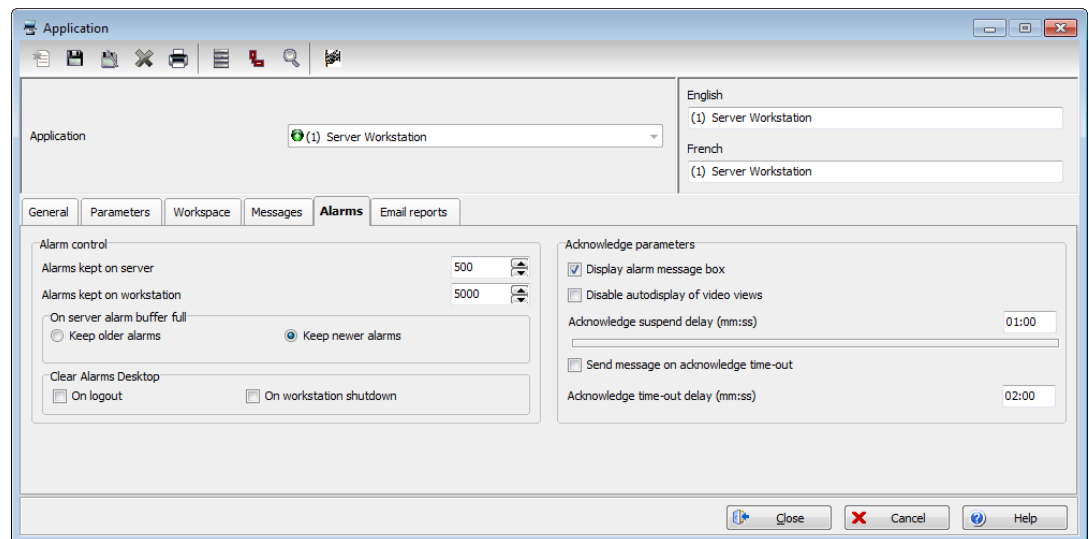 Application
English
(1) Server Workstation
Application
(1) Server Workstation
French
(1) Server Workstation
General Parameters Workspace Messages Alarms Email reports
Alarm control
Alarms kept on server 500
Alarms kept on workstation 5000
On server alarm buffer full
Keep older alarms Keep newer alarms
Clear Alarms Desktop
On logout On workstation shutdown
Acknowledge parameters
Display alarm message box
Disable autodisplay of video views
Acknowledge suspend delay (mm:ss) 01:00
Send message on acknowledge time-out
Acknowledge time-out delay (mm:ss) 02:00
Close Cancel Help